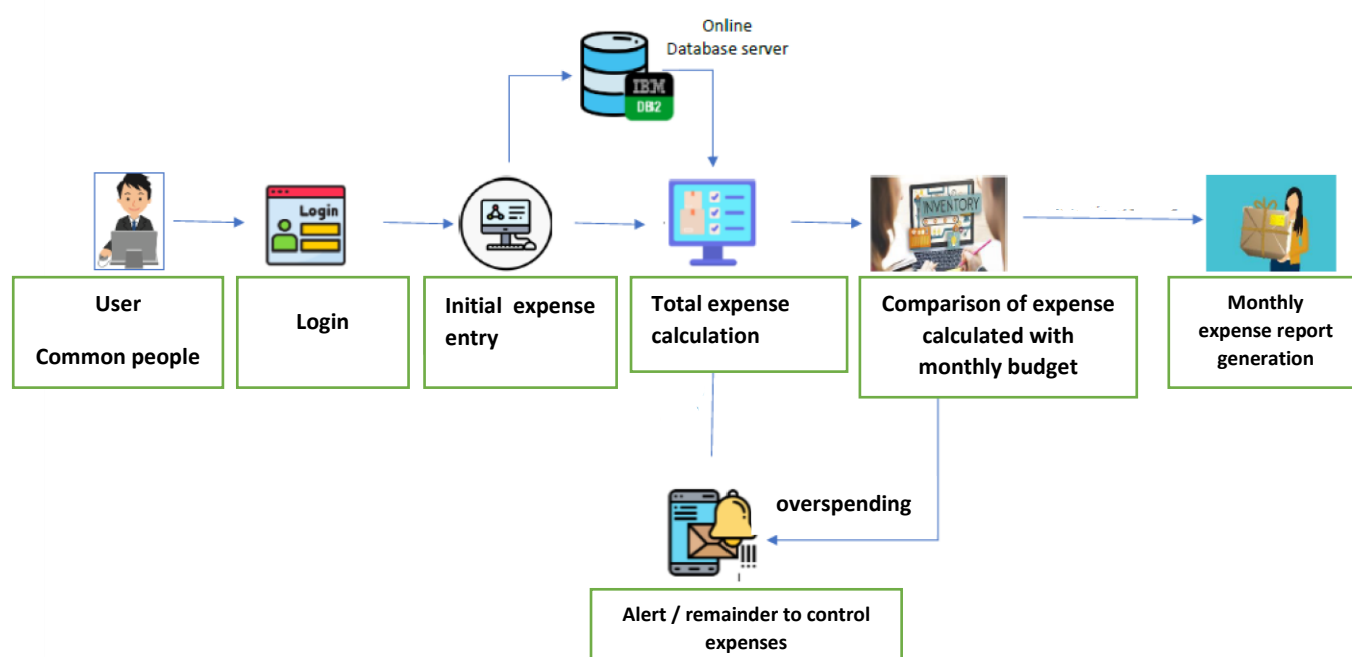 Online
Database server
IBM
DB2
Login
INVENTORY
User
Common people
Login
Initial expense
entry
Total expense
calculation
Comparison of expense
calculated with
monthly budget
Monthly
expense report
generation
overspending
Alert / remainder to control
expenses